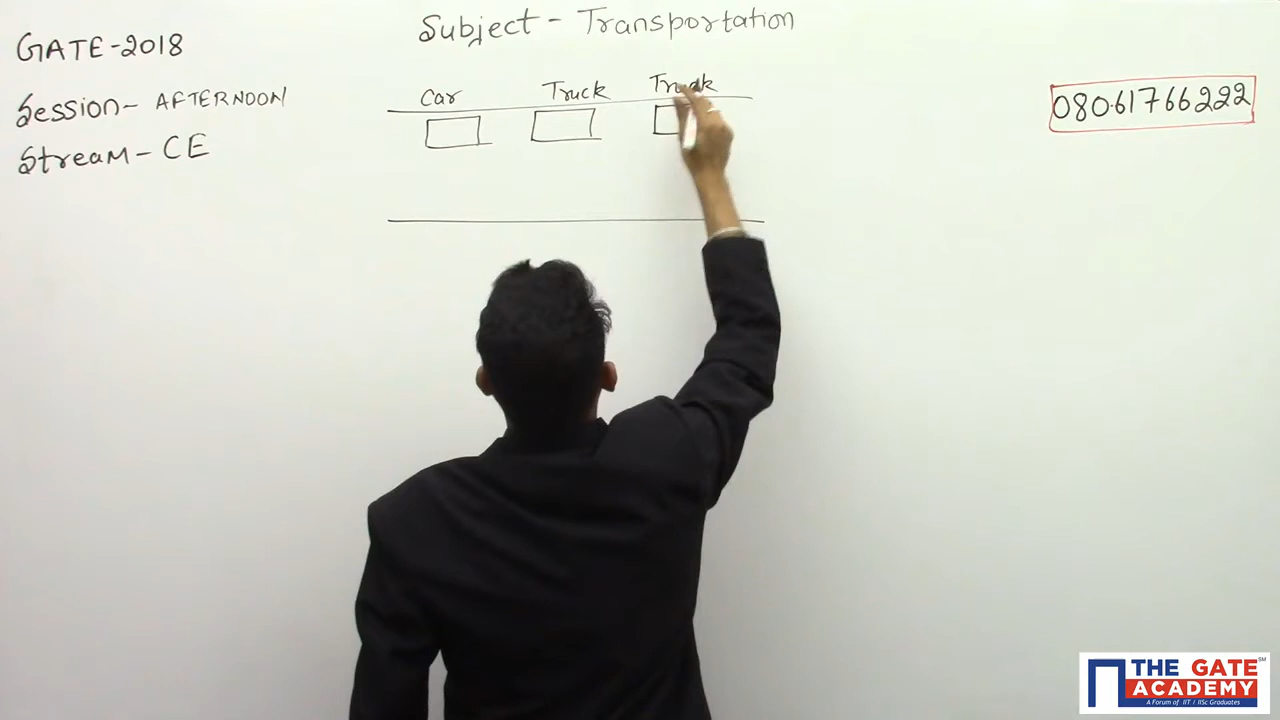 Subject - Transportation
GATE-2018
Session - AFTERNOON
Stream - CE
Car Truck Truck
08061766222
THE GATE ACADEMY SM
A Forum of IIT / IISc Graduates